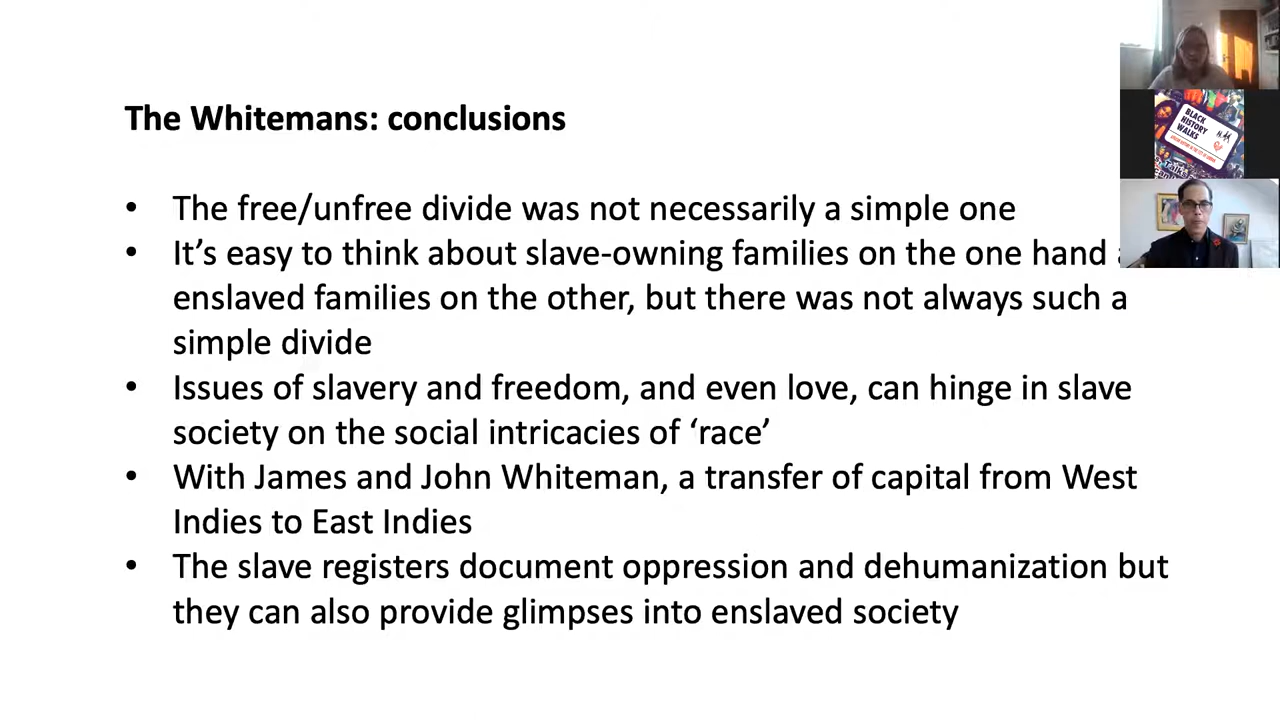 The Whitemans: conclusions
• The free/unfree divide was not necessarily a simple one
• It’s easy to think about slave-owning families on the one hand
enslaved families on the other, but there was not always such a
simple divide
• Issues of slavery and freedom, and even love, can hinge in slave
society on the social intricacies of ‘race’
• With James and John Whiteman, a transfer of capital from West
Indies to East Indies
• The slave registers document oppression and dehumanization but
they can also provide glimpses into enslaved society
BLACK
HISTORY
WALKS